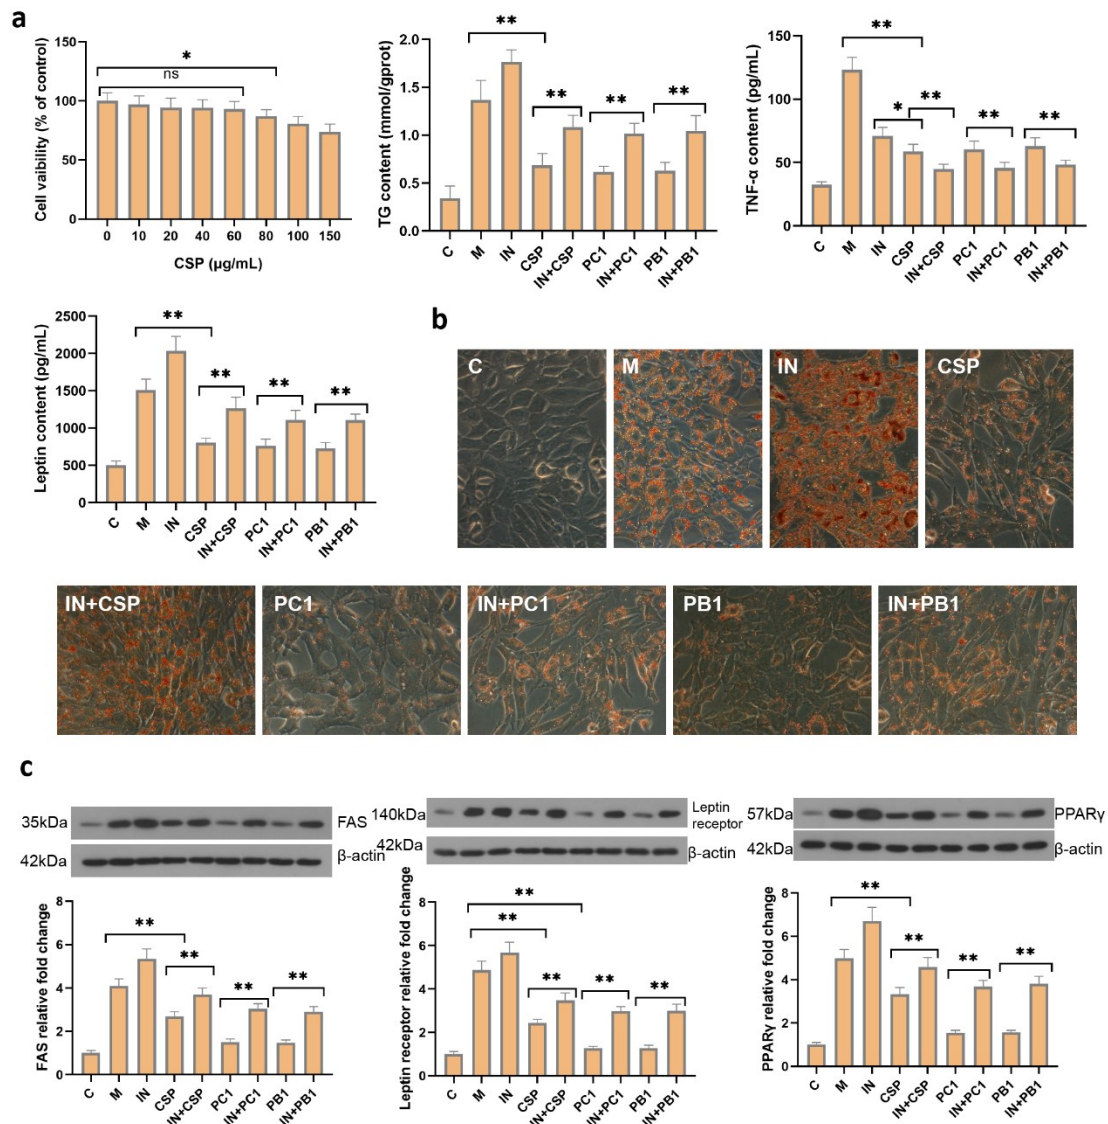 a
Cell vaibility (% of control)
150
100
50
0
*
ns
0 10 20 40 60 80 100 150
CSP (µg/mL)
TG content (mmol/gprot)
2.0
1.5
1.0
0.5
0.0
** ** ** **
C M IN CSP IN+CSP PC1 IN+PC1 PB1 IN+PB1
TNF-α content (pg/mL)
150
100
50
0
** * ** ** **
C M IN CSP IN+CSP PC1 IN+PC1 PB1 IN+PB1
Leptin content (pg/mL)
2500
2000
1500
1000
500
0
** ** ** **
C M IN CSP IN+CSP PC1 IN+PC1 PB1 IN+PB1
b
C M IN CSP
IN+CSP PC1 IN+PC1 PB1 IN+PB1
c
35kDa FAS
42kDa β-actin
FAS relative fold change
8
6
4
2
0
** ** ** **
C M IN CSP IN+CSP PC1 IN+PC1 PB1 IN+PB1
140kDa Leptin
receptor
42kDa β-actin
Leptin receptor relative fold change
8
6
4
2
0
** ** ** ** **
C M IN CSP IN+CSP PC1 IN+PC1 PB1 IN+PB1
57kDa PPARγ
42kDa β-actin
PPARγ relative fold change
8
6
4
2
0
** ** ** **
C M IN CSP IN+CSP PC1 IN+PC1 PB1 IN+PB1